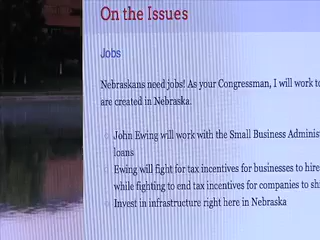 On the Issues
Jobs
Nebraskans need jobs! As your Congressman, I will work to
are created in Nebraska.
John Ewing will work with the Small Business Adminis
loans
Ewing will fight for tax incentives for businesses to hire
while fighting to end tax incentives for companies to sh
Invest in infrastructure right here in Nebraska